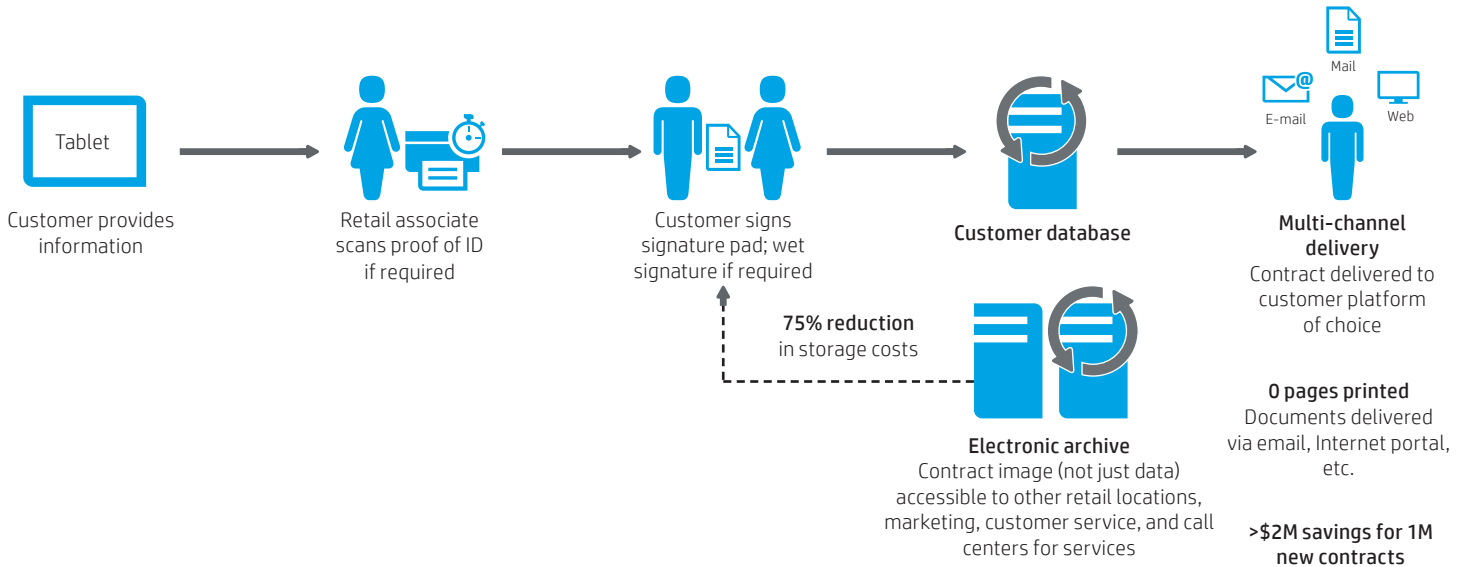 Tablet
Customer provides
information
Retail associate
scans proof of ID
if required
Customer signs
signature pad; wet
signature if required
Customer database
Mail
@
E-mail
Web
Multi-channel
delivery
Contract delivered to
customer platform
of choice
75% reduction
in storage costs
Electronic archive
Contract image (not just data)
accessible to other retail locations,
marketing, customer service, and call
centers for services
0 pages printed
Documents delivered
via email, Internet portal,
etc.
>$2M savings for 1M
new contracts